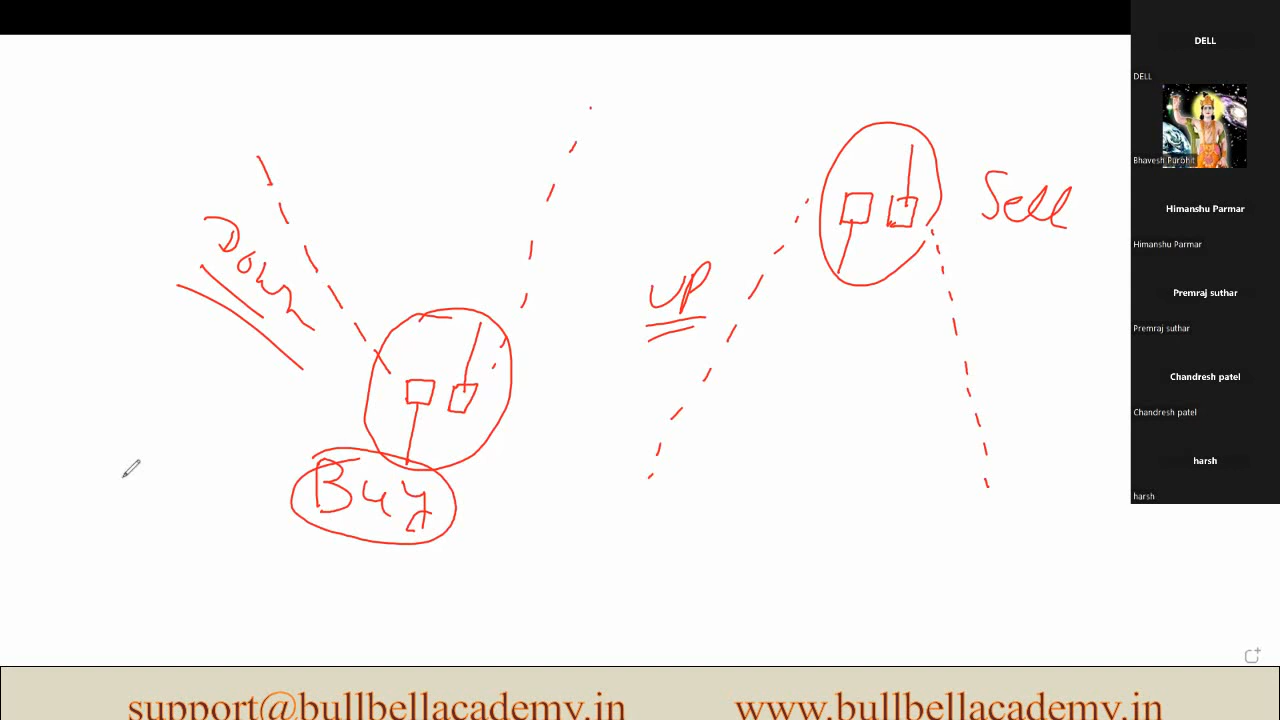 DELL
DELL
Bhavesh Purohit
Himanshu Parmar
Himanshu Parmar
Premraj suthar
Premraj suthar
Chandresh patel
Chandresh patel
harsh
harsh
Down
UP
Sell
Buy
support@bullbellacademy.in
www.bullbellacademy.in